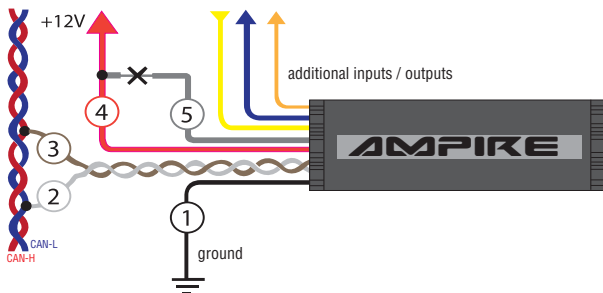 +12V
additional inputs / outputs
4
5
AMPIRE
3
2
1
CAN-L
ground
CAN-H